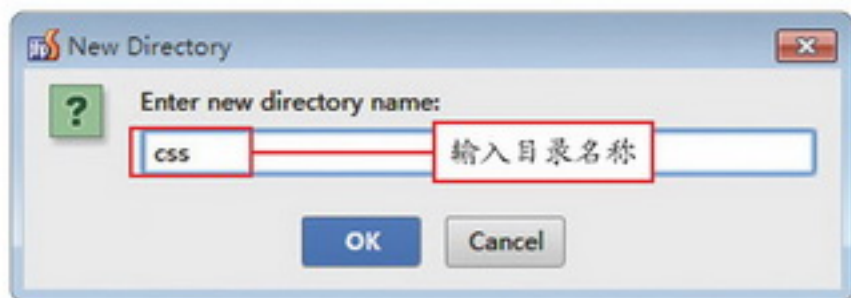 New Directory
Enter new directory name:
css
输入目录名称
OK
Cancel